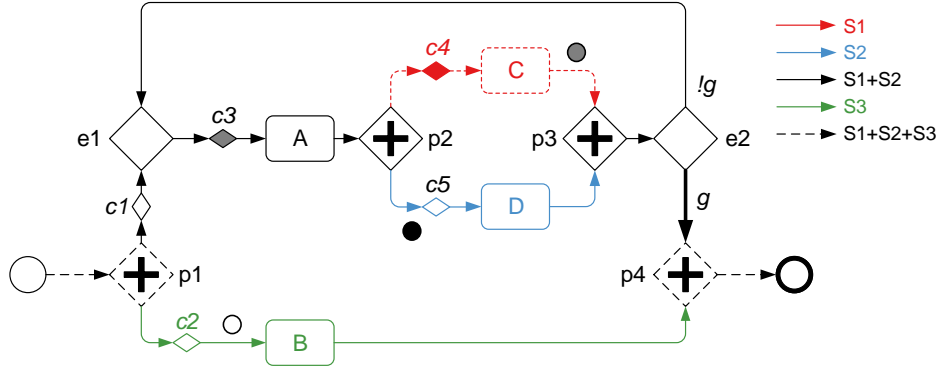 S1
S2
S1+S2
S3
S1+S2+S3
c4
C
!g
c3
e1
A
p2
p3
e2
c1
c5
D
g
p1
p4
c2
B